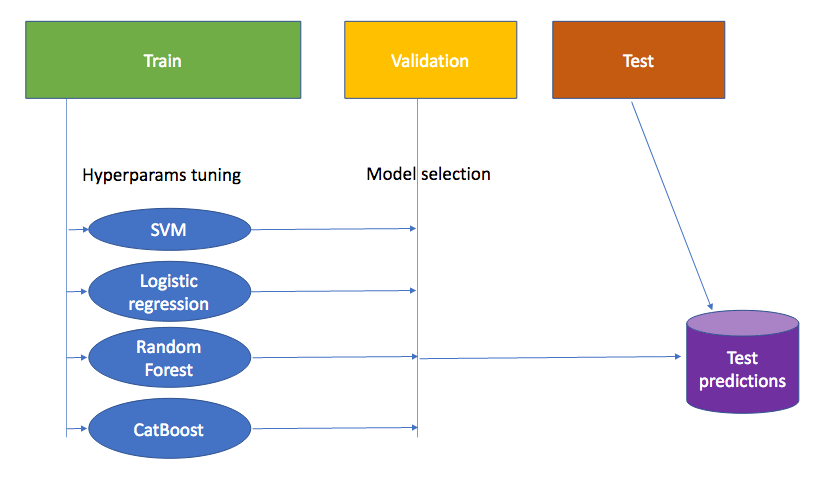 Train
Validation
Test
Hyperparams tuning
Model selection
SVM
Logistic
regression
Random
Forest
CatBoost
Test
predictions